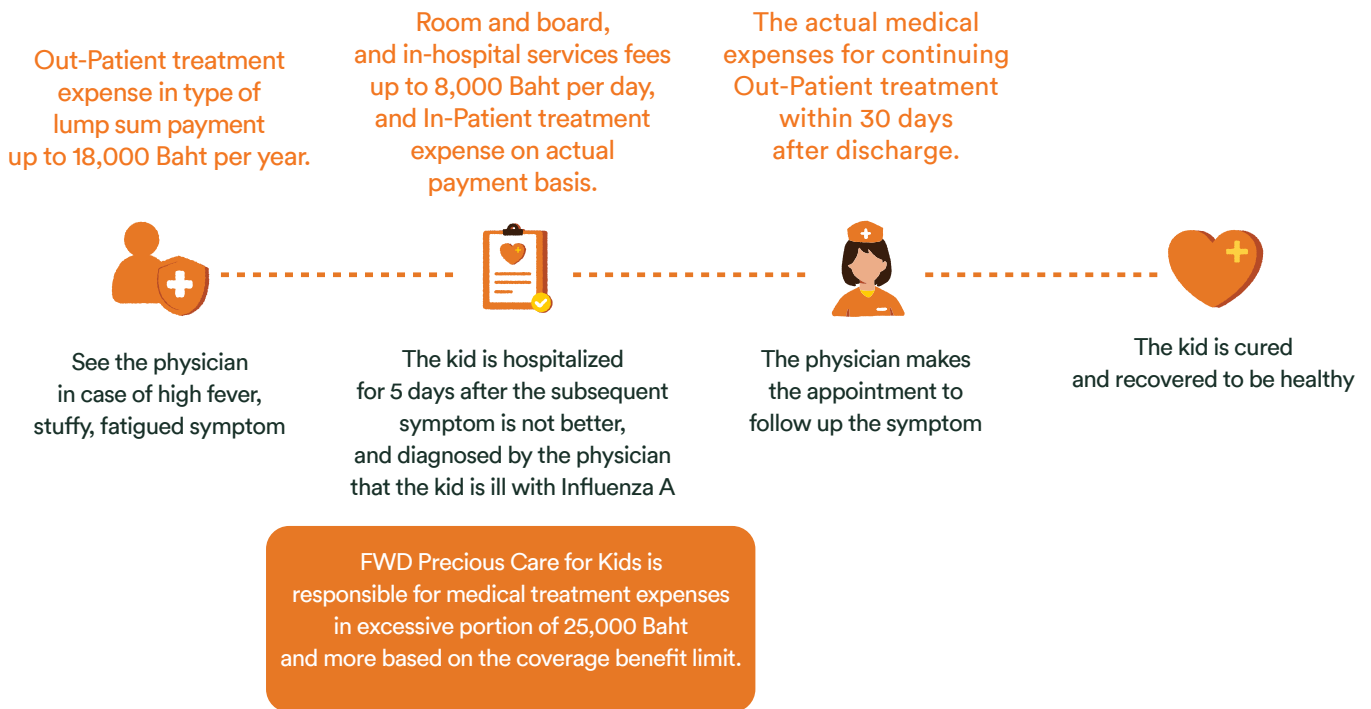 Out-Patient treatment
expense in type of
lump sum payment
up to 18,000 Baht per year.
Room and board,
and in-hospital services fees
up to 8,000 Baht per day,
and In-Patient treatment
expense on actual
payment basis.
The actual medical
expenses for continuing
Out-Patient treatment
within 30 days
after discharge.
See the physician
in case of high fever,
stuffy, fatigued symptom
The kid is hospitalized
for 5 days after the subsequent
symptom is not better,
and diagnosed by the physician
that the kid is ill with Influenza A
The physician makes
the appointment to
follow up the symptom
The kid is cured
and recovered to be healthy
FWD Precious Care for Kids is
responsible for medical treatment expenses
in excessive portion of 25,000 Baht
and more based on the coverage benefit limit.